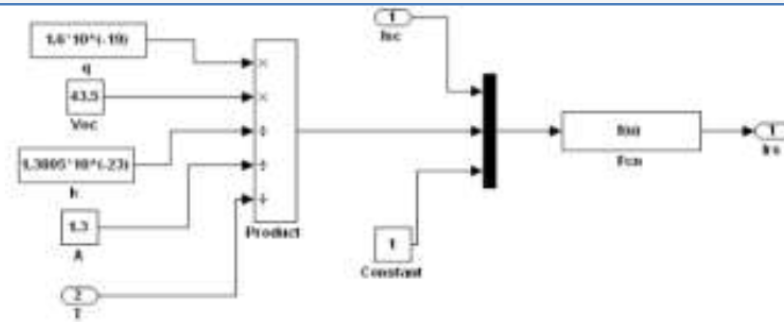 1.6*10^(-19)
q
43.5
Voc
1.3805*10^(-23)
k
1.3
A
2
T
×
×
÷
÷
÷
Product
1
Isc
1
Constant
f(u)
Fcn
1
Irs